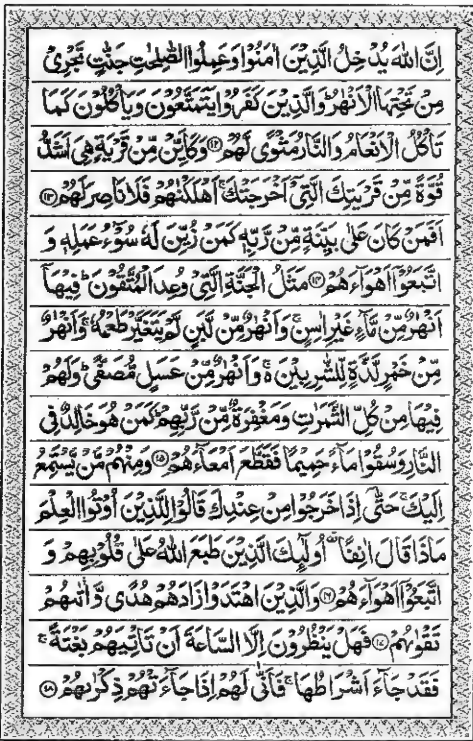 اِنَّ اللّٰهَ يُدْخِلُ الَّذِيْنَ اٰمَنُوْا وَعَمِلُوا الصّٰلِحٰتِ جَنّٰتٍ تَجْرِيْ
مِنْ تَحْتِهَا الْاَنْهٰرُ ؕ وَالَّذِيْنَ كَفَرُوْا يَتَمَتَّعُوْنَ وَيَاْكُلُوْنَ كَمَا
تَاْكُلُ الْاَنْعَامُ وَالنَّارُ مَثْوًى لَّهُمْ ﴿۱۲﴾ وَكَاَيِّنْ مِّنْ قَرْيَةٍ هِيَ اَشَدُّ
قُوَّةً مِّنْ قَرْيَتِكَ الَّتِيْۤ اَخْرَجَتْكَ ۚ اَهْلَكْنٰهُمْ فَلَا نَاصِرَ لَهُمْ ﴿۱۳﴾
اَفَمَنْ كَانَ عَلٰى بَيِّنَةٍ مِّنْ رَّبِّهٖ كَمَنْ زُيِّنَ لَهٗ سُوْٓءُ عَمَلِهٖ وَ
اتَّبَعُوْۤا اَهْوَآءَهُمْ ﴿۱۴﴾ مَثَلُ الْجَنَّةِ الَّتِيْ وُعِدَ الْمُتَّقُوْنَ ؕ فِيْهَاۤ
اَنْهٰرٌ مِّنْ مَّآءٍ غَيْرِ اٰسِنٍ ۚ وَاَنْهٰرٌ مِّنْ لَّبَنٍ لَّمْ يَتَغَيَّرْ طَعْمُهٗ ۚ وَاَنْهٰرٌ
مِّنْ خَمْرٍ لَّذَّةٍ لِّلشّٰرِبِيْنَ ۚ۬ وَاَنْهٰرٌ مِّنْ عَسَلٍ مُّصَفًّى ؕ وَلَهُمْ
فِيْهَا مِنْ كُلِّ الثَّمَرٰتِ وَمَغْفِرَةٌ مِّنْ رَّبِّهِمْ ؕ كَمَنْ هُوَ خَالِدٌ فِي
النَّارِ وَسُقُوْا مَآءً حَمِيْمًا فَقَطَّعَ اَمْعَآءَهُمْ ﴿۱۵﴾ وَمِنْهُمْ مَّنْ يَّسْتَمِعُ
اِلَيْكَ ۚ حَتّٰۤى اِذَا خَرَجُوْا مِنْ عِنْدِكَ قَالُوْا لِلَّذِيْنَ اُوْتُوا الْعِلْمَ
مَاذَا قَالَ اٰنِفًا ۫ اُولٰٓئِكَ الَّذِيْنَ طَبَعَ اللّٰهُ عَلٰى قُلُوْبِهِمْ وَ
اتَّبَعُوْۤا اَهْوَآءَهُمْ ﴿۱۶﴾ وَالَّذِيْنَ اهْتَدَوْا زَادَهُمْ هُدًى وَّاٰتٰىهُمْ
تَقْوٰىهُمْ ﴿۱۷﴾ فَهَلْ يَنْظُرُوْنَ اِلَّا السَّاعَةَ اَنْ تَاْتِيَهُمْ بَغْتَةً ۚ
فَقَدْ جَآءَ اَشْرَاطُهَا ۚ فَاَنّٰى لَهُمْ اِذَا جَآءَتْهُمْ ذِكْرٰىهُمْ ﴿۱۸﴾